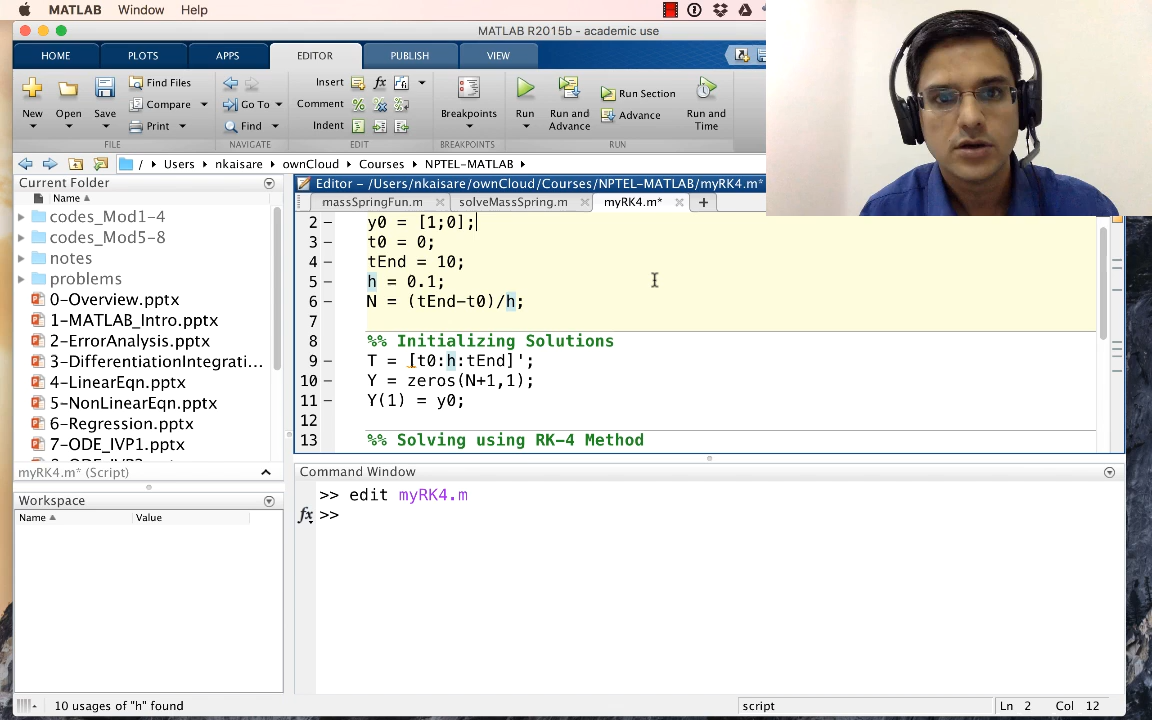 MATLAB Window Help
MATLAB R2015b - academic use
HOME PLOTS APPS EDITOR PUBLISH VIEW
New Open Save Find Files Compare Print
Go To Find
Insert fx
Comment
Indent
Breakpoints
Run Run and Advance Run Section Advance Run and Time
FILE NAVIGATE EDIT BREAKPOINTS RUN
/ Users nkaisare ownCloud Courses NPTEL-MATLAB
Current Folder
Name
codes_Mod1-4
codes_Mod5-8
notes
problems
0-Overview.pptx
1-MATLAB_Intro.pptx
2-ErrorAnalysis.pptx
3-DifferentiationIntegrati...
4-LinearEqn.pptx
5-NonLinearEqn.pptx
6-Regression.pptx
7-ODE_IVP1.pptx
myRK4.m* (Script)
Workspace
Name Value
Editor - /Users/nkaisare/ownCloud/Courses/NPTEL-MATLAB/myRK4.m*
massSpringFun.m solveMassSpring.m myRK4.m*
2 – y0 = [1;0];
3 – t0 = 0;
4 – tEnd = 10;
5 – h = 0.1;
6 – N = (tEnd-t0)/h;
7
8 %% Initializing Solutions
9 – T = [t0:h:tEnd]';
10 – Y = zeros(N+1,1);
11 – Y(1) = y0;
12
13 %% Solving using RK-4 Method
Command Window
>> edit myRK4.m
fx >>
10 usages of "h" found
script
Ln 2 Col 12